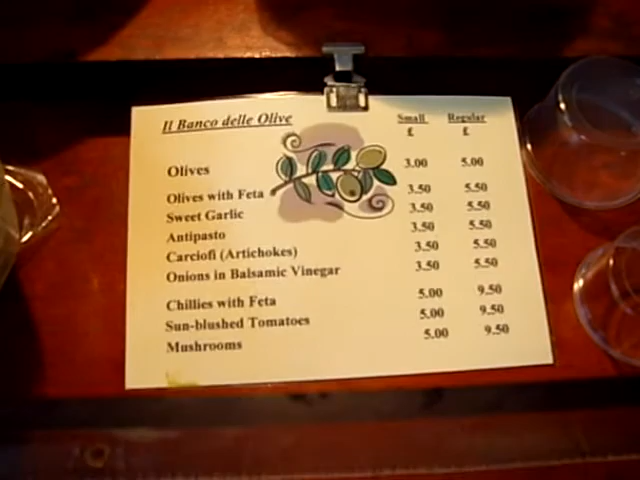 Il Banco delle Olive Small Regular
£ £
Olives 3.00 5.00
Olives with Feta 3.50 5.50
Sweet Garlic 3.50 5.50
Antipasto 3.50 5.50
Carciofi (Artichokes) 3.50 5.50
Onions in Balsamic Vinegar 3.50 5.50
Chillies with Feta 5.00 9.50
Sun-blushed Tomatoes 5.00 9.50
Mushrooms 5.00 9.50